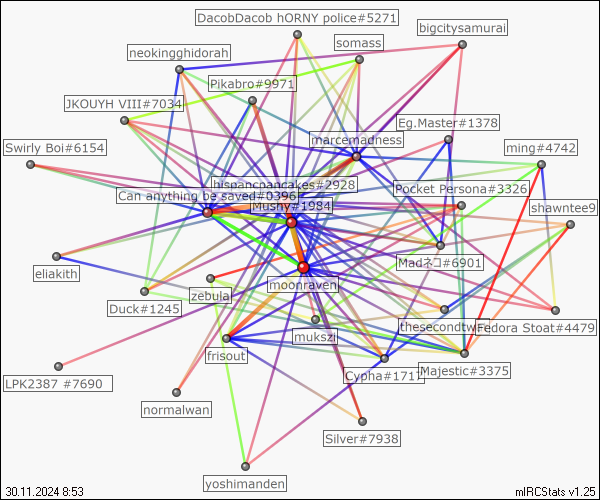 DacobDacob hORNY police#5271
bigcitysamurai
somass
neokingghidorah
Pikabro#9971
JKOUYH VIII#7034
Eg.Master#1378
marcemadness
Swirly Boi#6154
ming#4742
hispancpancakes#2928
Pocket Persona#3326
Can anything be saved#0396
Mushy#1984
shawntee9
Madネコ#6901
eliakith
moonraven
zebula
Duck#1245
thesecondtw
Fedora Stoat#4479
mukszi
frisout
Cypha#1717
Majestic#3375
LPK2387 #7690
normalwan
Silver#7938
yoshimanden
30.11.2024 8:53
mIRCStats v1.25